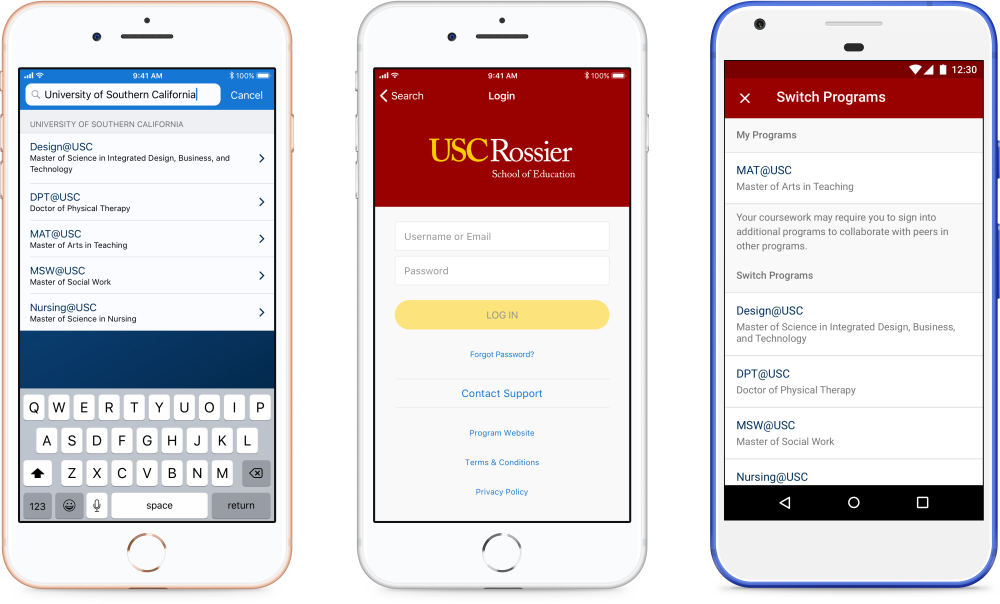 9:41 AM
100%
University of Southern California
Cancel
UNIVERSITY OF SOUTHERN CALIFORNIA
Design@USC
Master of Science in Integrated Design, Business, and
Technology
DPT@USC
Doctor of Physical Therapy
MAT@USC
Master of Arts in Teaching
MSW@USC
Master of Social Work
Nursing@USC
Master of Science in Nursing
Q W E R T Y U O I P
A S D F G H J K L
Z X C V B N M
123
space
return
9:41 AM
100%
Search
Login
USC Rossier
School of Education
Username or Email
Password
LOG IN
Forgot Password?
Contact Support
Program Website
Terms & Conditions
Privacy Policy
12:30
Switch Programs
My Programs
MAT@USC
Master of Arts in Teaching
Your coursework may require you to sign into
additional programs to collaborate with peers in
other programs.
Switch Programs
Design@USC
Master of Science in Integrated Design, Business,
and Technology
DPT@USC
Doctor of Physical Therapy
MSW@USC
Master of Social Work
Nursing@USC